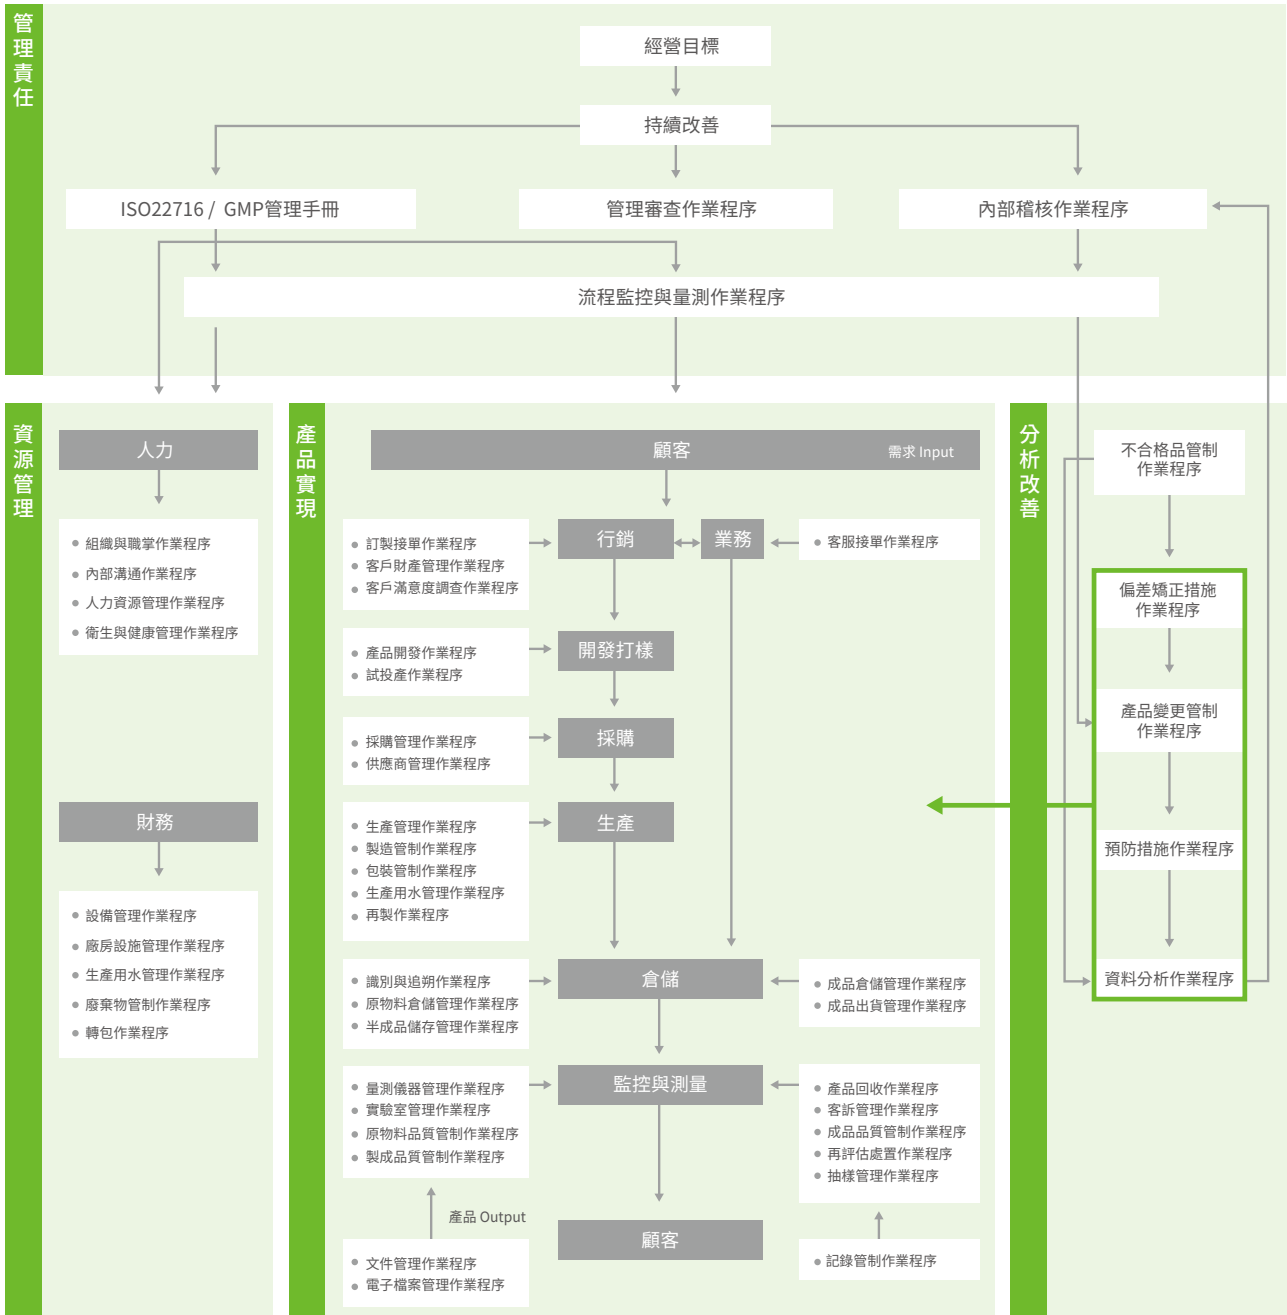 管理責任
經營目標
持續改善
ISO22716 / GMP管理手冊
管理審查作業程序
內部稽核作業程序
流程監控與量測作業程序
資源管理
人力
組織與職掌作業程序
內部溝通作業程序
人力資源管理作業程序
衛生與健康管理作業程序
財務
設備管理作業程序
廠房設施管理作業程序
生產用水管理作業程序
廢棄物管制作業程序
轉包作業程序
產品實現
顧客
需求 Input
訂製接單作業程序
客戶財產管理作業程序
客戶滿意度調查作業程序
行銷
業務
客服接單作業程序
產品開發作業程序
試投產作業程序
開發打樣
採購管理作業程序
供應商管理作業程序
採購
生產管理作業程序
製造管制作業程序
包裝管制作業程序
生產用水管理作業程序
再製作業程序
生產
識別與追朔作業程序
原物料倉儲管理作業程序
半成品儲存管理作業程序
倉儲
成品倉儲管理作業程序
成品出貨管理作業程序
量測儀器管理作業程序
實驗室管理作業程序
原物料品質管制作業程序
製成品質管制作業程序
監控與測量
產品回收作業程序
客訴管理作業程序
成品品質管制作業程序
再評估處置作業程序
抽樣管理作業程序
產品 Output
文件管理作業程序
電子檔案管理作業程序
顧客
記錄管制作業程序
分析改善
不合格品管制
作業程序
偏差矯正措施
作業程序
產品變更管制
作業程序
預防措施作業程序
資料分析作業程序